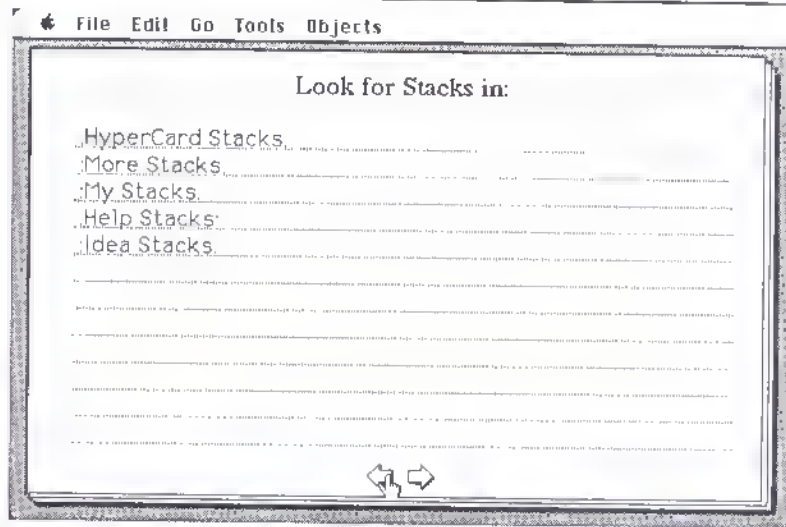 File Edit Go Tools Objects
Look for Stacks in:
HyperCard Stacks
:More Stacks
:My Stacks
:Help Stacks:
:Idea Stacks